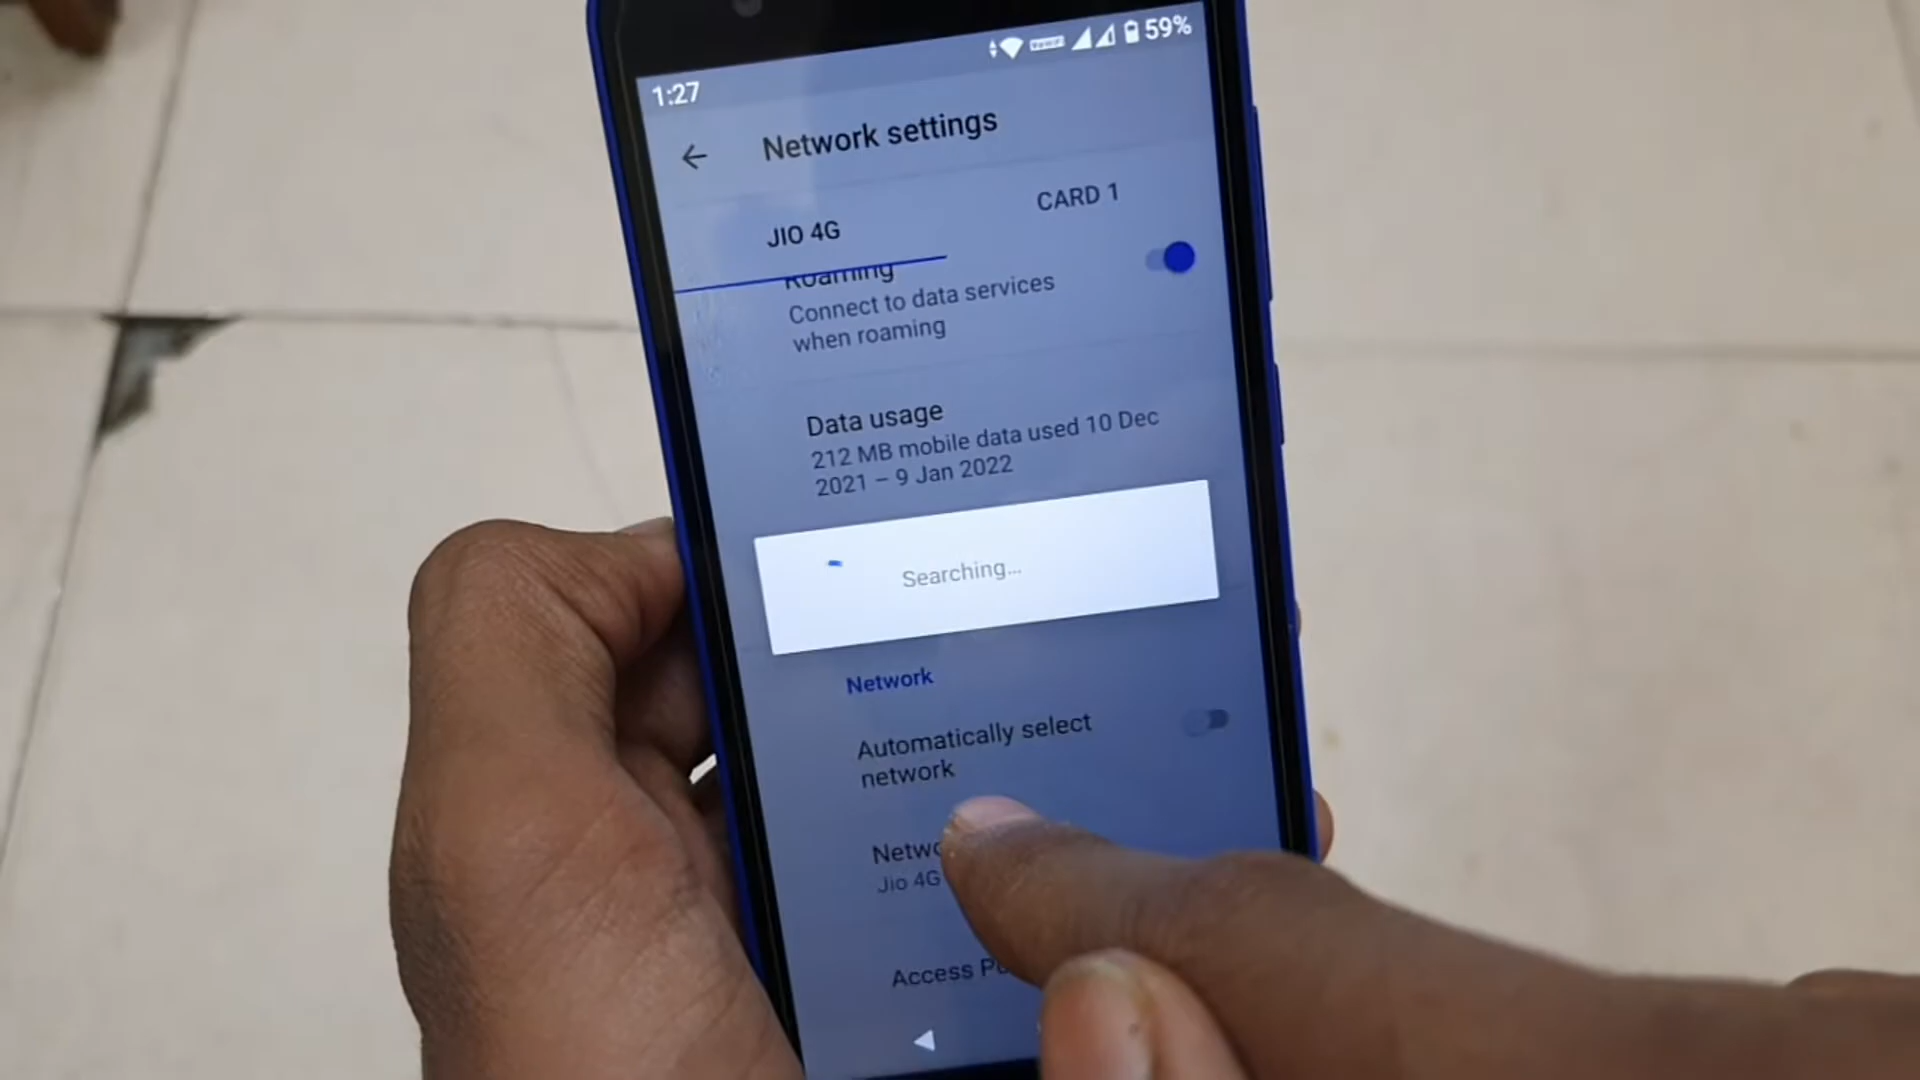 1:27
59%
Network settings
JIO 4G
CARD 1
Roaming
Connect to data services
when roaming
Data usage
212 MB mobile data used 10 Dec
2021 – 9 Jan 2022
Searching...
Network
Automatically select
network
Jio 4G
Access